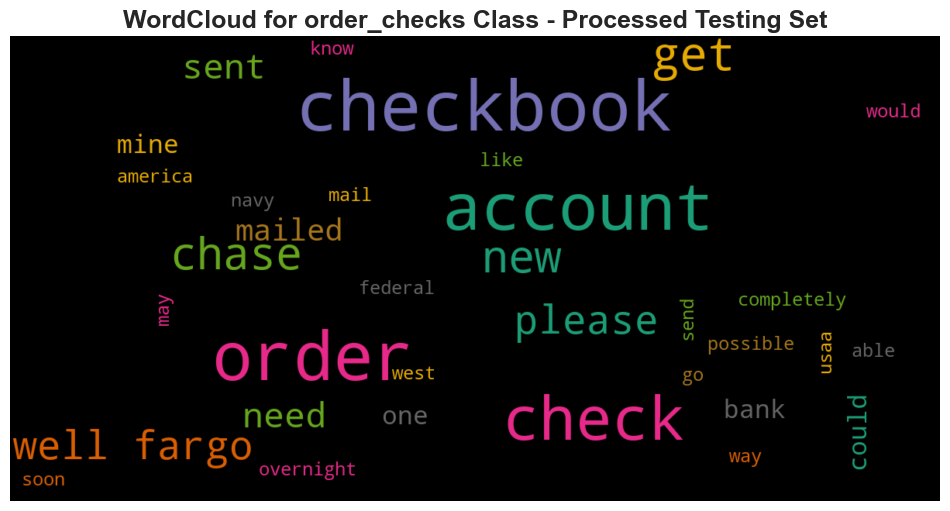 WordCloud for order_checks Class - Processed Testing Set
know
sent
get
checkbook
would
mine
like
america
navy
mail
account
mailed
chase
new
federal
may
completely
please
send
possible
usaa
able
order
west
go
need
one
check
bank
could
well fargo
way
overnight
soon